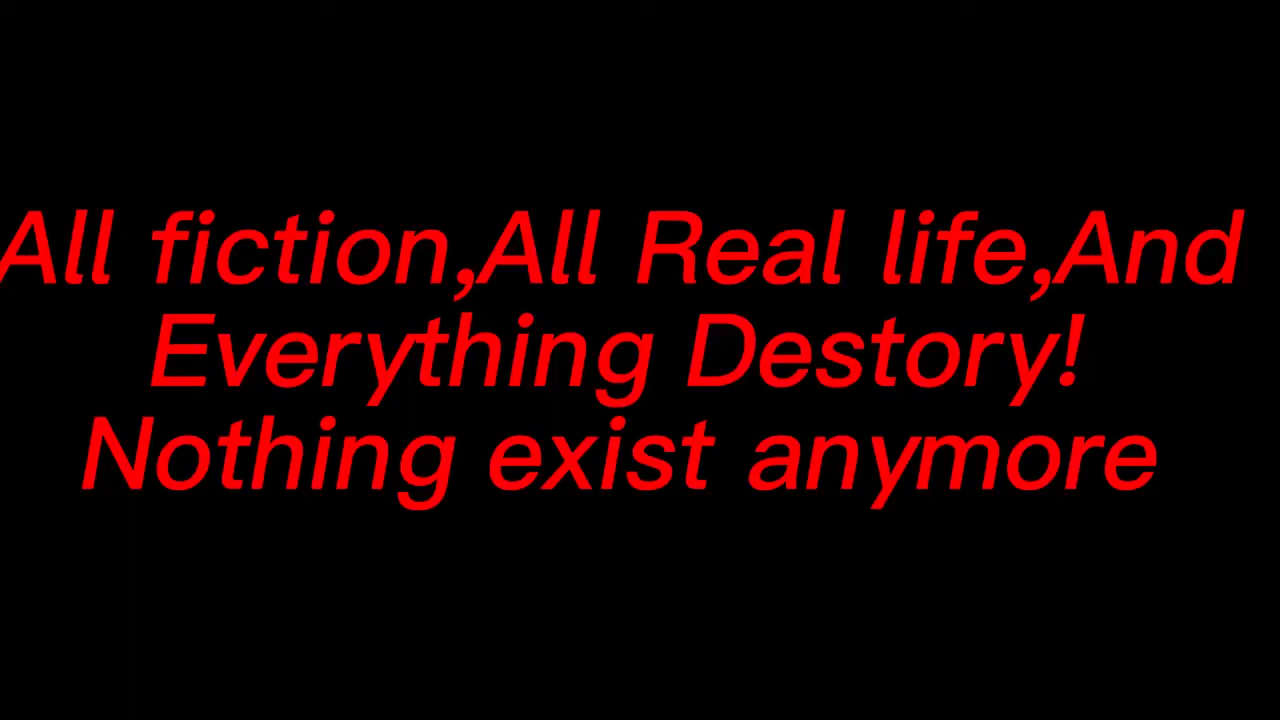 All fiction,All Real life,And
Everything Destory!
Nothing exist anymore